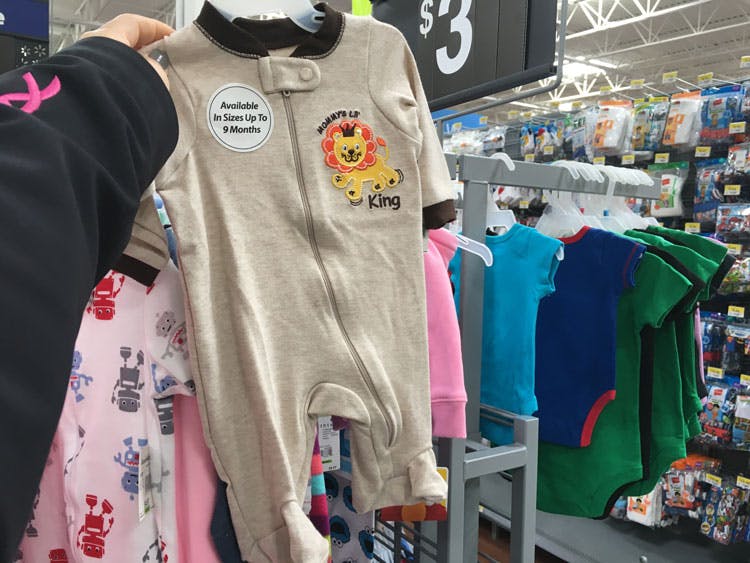 $3
Available
In Sizes Up To
9 Months
MOMMY'S LIL'
King